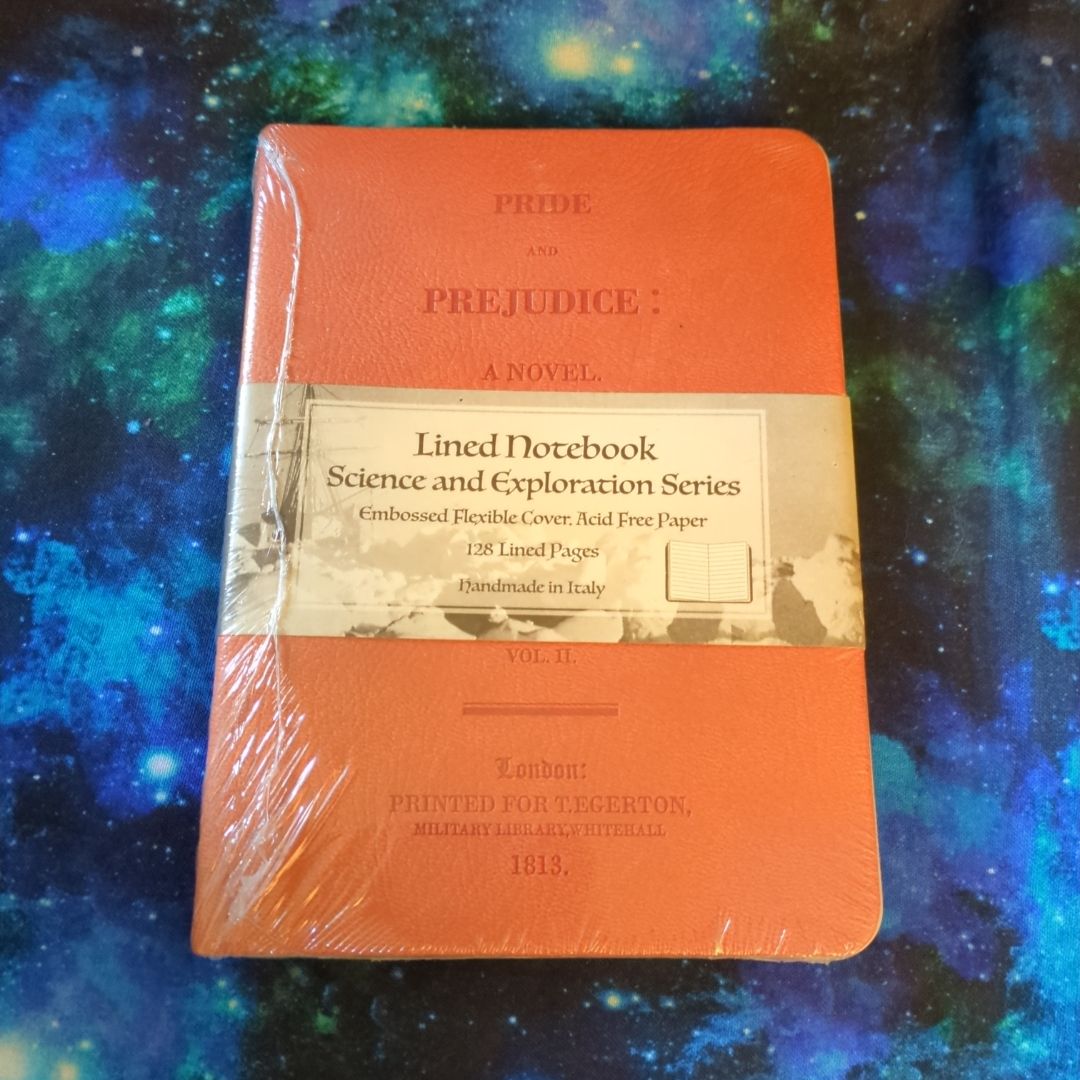 PRIDE
AND
PREJUDICE :
A NOVEL.
Lined Notebook
Science and Exploration Series
Embossed Flexible Cover. Acid Free Paper
128 Lined Pages
Handmade in Italy
VOL. II.
London:
PRINTED FOR T.EGERTON,
MILITARY LIBRARY,WHITEHALL
1813.